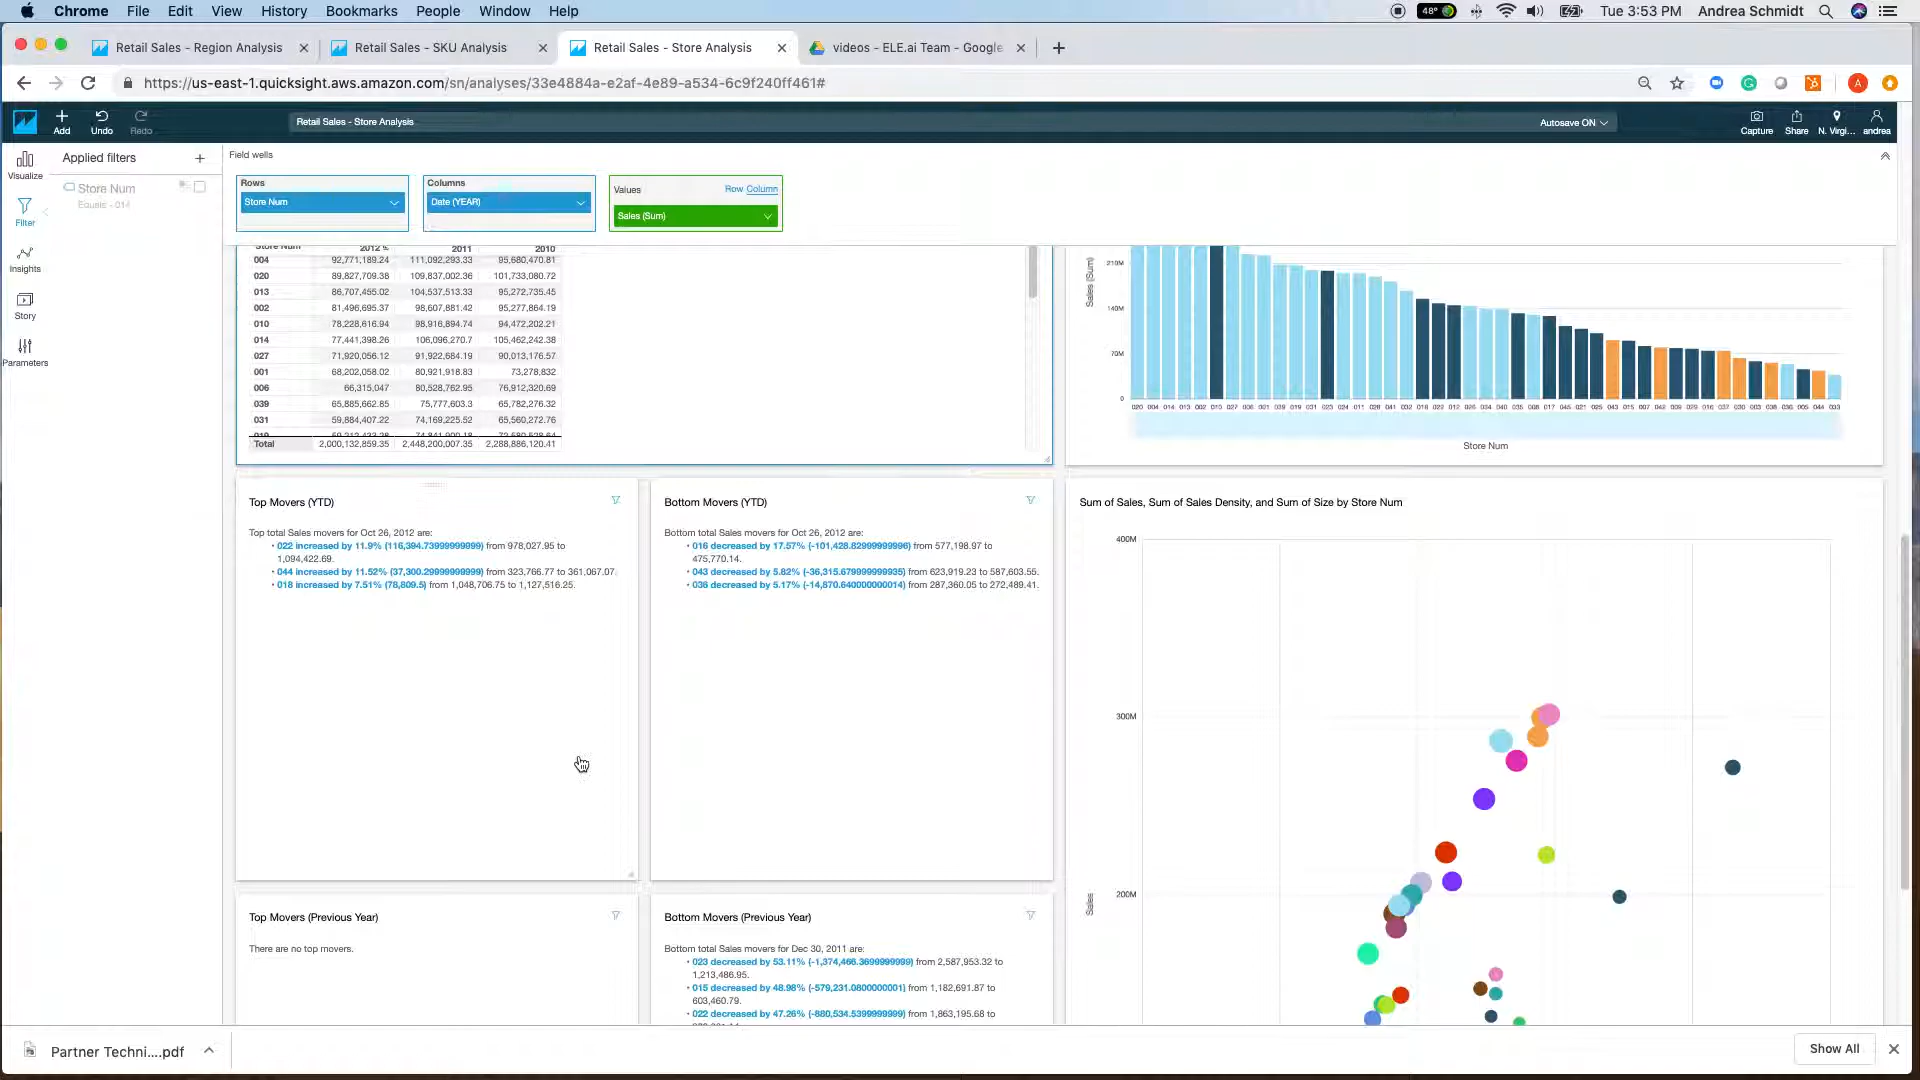 Chrome File Edit View History Bookmarks People Window Help
48° Tue 3:53 PM Andrea Schmidt
Retail Sales - Region Analysis
Retail Sales - SKU Analysis
Retail Sales - Store Analysis
videos - ELE.ai Team - Google
https://us-east-1.quicksight.aws.amazon.com/sn/analyses/33e4884a-e2af-4e89-a534-6c9f240ff461#
Add Undo Redo
Retail Sales - Store Analysis
Autosave ON
Capture Share N. Virgi... andrea
Visualize
Filter
Insights
Story
Parameters
Applied filters
Store Num
Equals - 014
Field wells
Rows
Store Num
Columns
Date (YEAR)
Values Row Column
Sales (Sum)
Store Num 2012 2011 2010
004 92,771,189.24 111,092,293.33 95,680,470.81
020 89,827,709.38 109,837,002.36 101,733,080.72
013 86,707,455.02 104,537,513.33 95,272,735.45
002 81,496,695.37 98,607,881.42 95,277,864.19
010 78,228,616.94 98,916,894.74 94,472,202.21
014 77,441,398.26 106,096,270.7 105,462,242.38
027 71,920,056.12 91,922,684.19 90,013,176.57
001 68,202,058.02 80,921,918.83 73,278,832
006 66,315,047 80,528,762.95 76,912,320.69
039 65,885,662.85 75,777,603.3 65,782,276.32
031 59,884,407.22 74,169,225.52 65,560,272.76
Total 2,000,132,859.35 2,448,200,007.35 2,288,886,120.41
Sales (Sum)
210M
140M
70M
0
Store Num
Top Movers (YTD)
Top total Sales movers for Oct 26, 2012 are:
• 022 increased by 11.9% (116,394.73999999999) from 978,027.95 to
1,094,422.69.
• 044 increased by 11.52% (37,300.29999999999) from 323,766.77 to 361,067.07.
• 018 increased by 7.51% (78,809.5) from 1,048,706.75 to 1,127,516.25.
Bottom Movers (YTD)
Bottom total Sales movers for Oct 26, 2012 are:
• 016 decreased by 17.57% (-101,428.82999999996) from 577,198.97 to
475,770.14.
• 043 decreased by 5.82% (-36,315.679999999935) from 623,919.23 to 587,603.55.
• 036 decreased by 5.17% (-14,870.640000000014) from 287,360.05 to 272,489.41.
Sum of Sales, Sum of Sales Density, and Sum of Size by Store Num
400M
300M
200M
Sales
Top Movers (Previous Year)
There are no top movers.
Bottom Movers (Previous Year)
Bottom total Sales movers for Dec 30, 2011 are:
• 023 decreased by 53.11% (-1,374,466.3699999999) from 2,587,953.32 to
1,213,486.95.
• 015 decreased by 48.98% (-579,231.0800000001) from 1,182,691.87 to
603,460.79.
• 022 decreased by 47.26% (-880,534.5399999999) from 1,863,195.68 to
Partner Techni....pdf
Show All